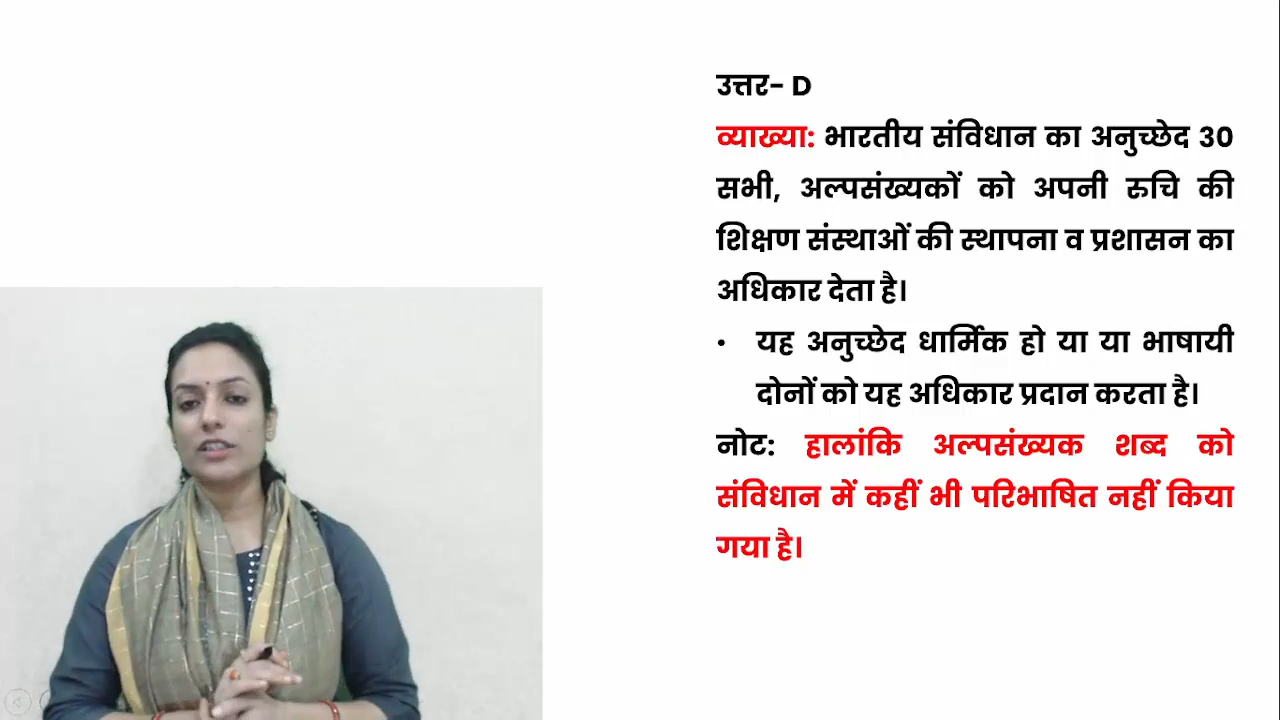 उत्तर- D
व्याख्या: भारतीय संविधान का अनुच्छेद 30
सभी, अल्पसंख्यकों को अपनी रुचि की
शिक्षण संस्थाओं की स्थापना व प्रशासन का
अधिकार देता है।
• यह अनुच्छेद धार्मिक हो या या भाषायी
दोनों को यह अधिकार प्रदान करता है।
नोट: हालांकि अल्पसंख्यक शब्द को
संविधान में कहीं भी परिभाषित नहीं किया
गया है।